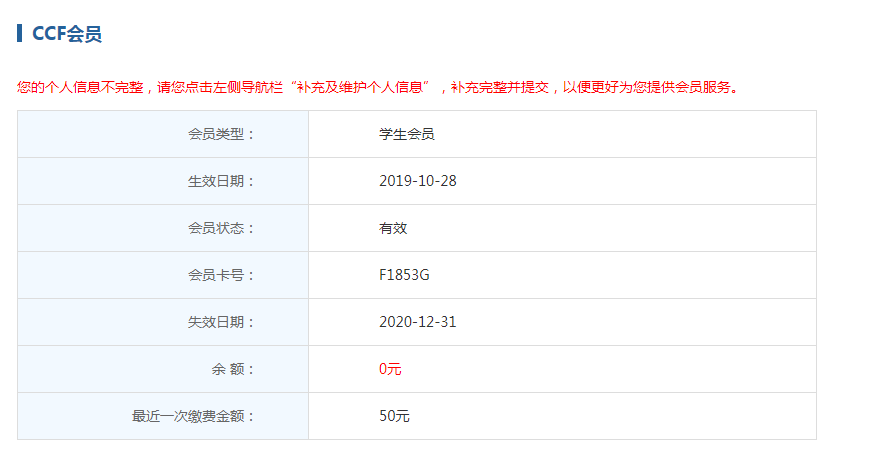 CCF会员
您的个人信息不完整，请您点击左侧导航栏“补充及维护个人信息”，补充完整并提交，以便更好为您提供会员服务。
会员类型： 学生会员
生效日期： 2019-10-28
会员状态： 有效
会员卡号： F1853G
失效日期： 2020-12-31
余 额： 0元
最近一次缴费金额： 50元